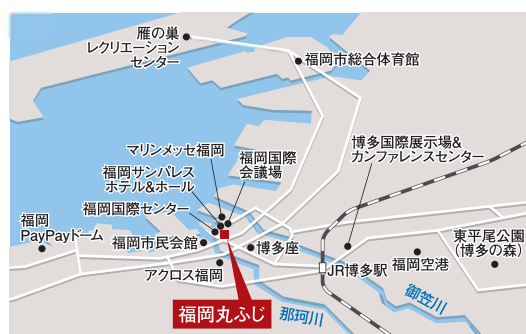 雁の巣
レクリエーション
センター
福岡市総合体育館
マリンメッセ福岡
福岡国際
会議場
博多国際展示場&
カンファレンスセンター
福岡サンパレス
ホテル&ホール
福岡国際センター
福岡
PayPayドーム
福岡市民会館
博多座
アクロス福岡
JR博多駅
福岡空港
東平尾公園
(博多の森)
御笠川
那珂川
福岡丸ふじ